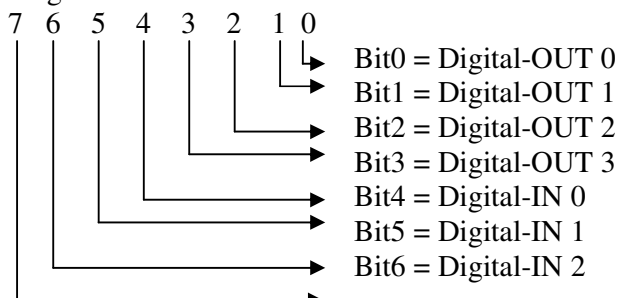 7 6 5 4 3 2 1 0
Bit0 = Digital-OUT 0
Bit1 = Digital-OUT 1
Bit2 = Digital-OUT 2
Bit3 = Digital-OUT 3
Bit4 = Digital-IN 0
Bit5 = Digital-IN 1
Bit6 = Digital-IN 2